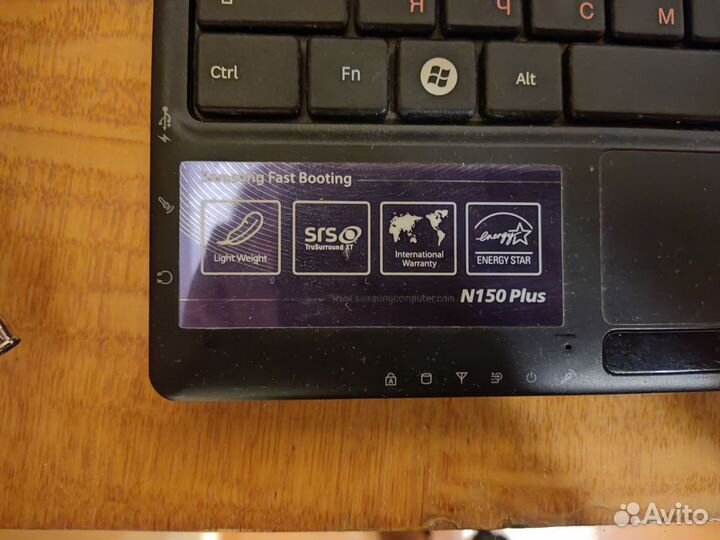 Я Ч С М
Ctrl Fn Alt
Samsung Fast Booting
Light Weight
SRS
TruSurround XT
International
Warranty
energy
ENERGY STAR
www.samsungcomputer.com
N150 Plus
A
Avito